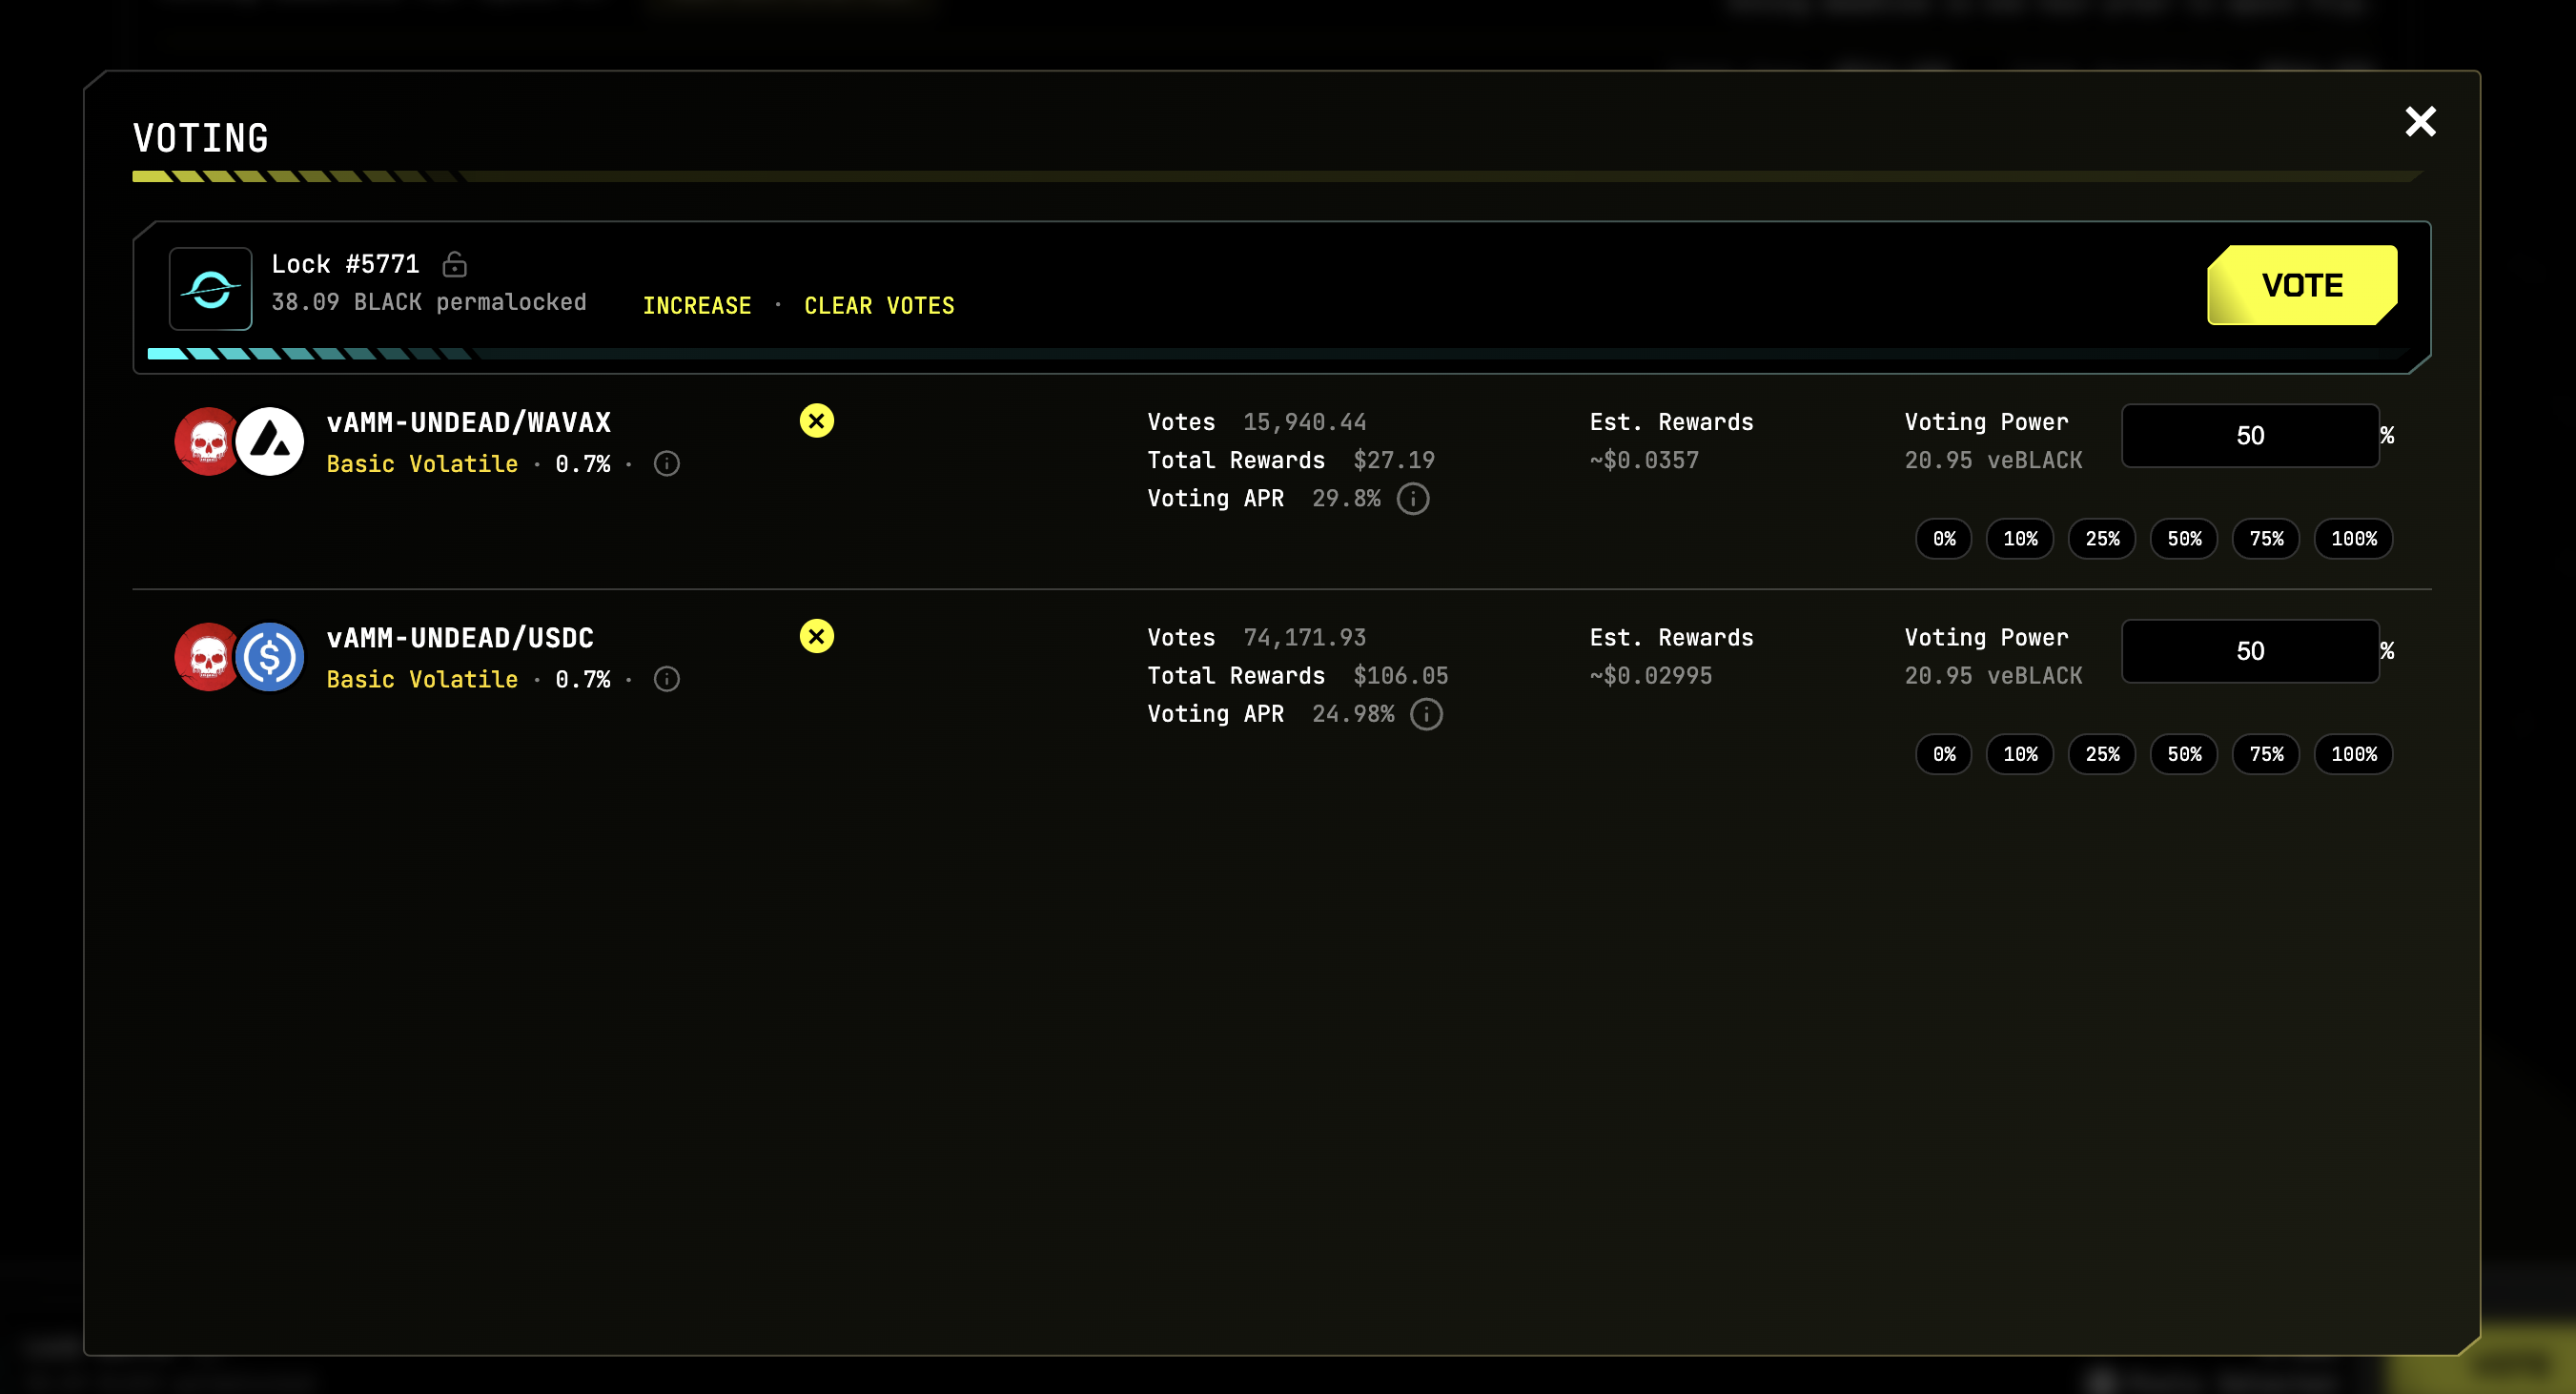 VOTING
Lock #5771
38.09 BLACK permalocked
INCREASE · CLEAR VOTES
VOTE
vAMM-UNDEAD/WAVAX
Basic Volatile · 0.7% ·
Votes 15,940.44
Total Rewards $27.19
Voting APR 29.8%
Est. Rewards
~$0.0357
Voting Power
20.95 veBLACK
50 %
0% 10% 25% 50% 75% 100%
vAMM-UNDEAD/USDC
Basic Volatile · 0.7% ·
Votes 74,171.93
Total Rewards $106.05
Voting APR 24.98%
Est. Rewards
~$0.02995
Voting Power
20.95 veBLACK
50 %
0% 10% 25% 50% 75% 100%